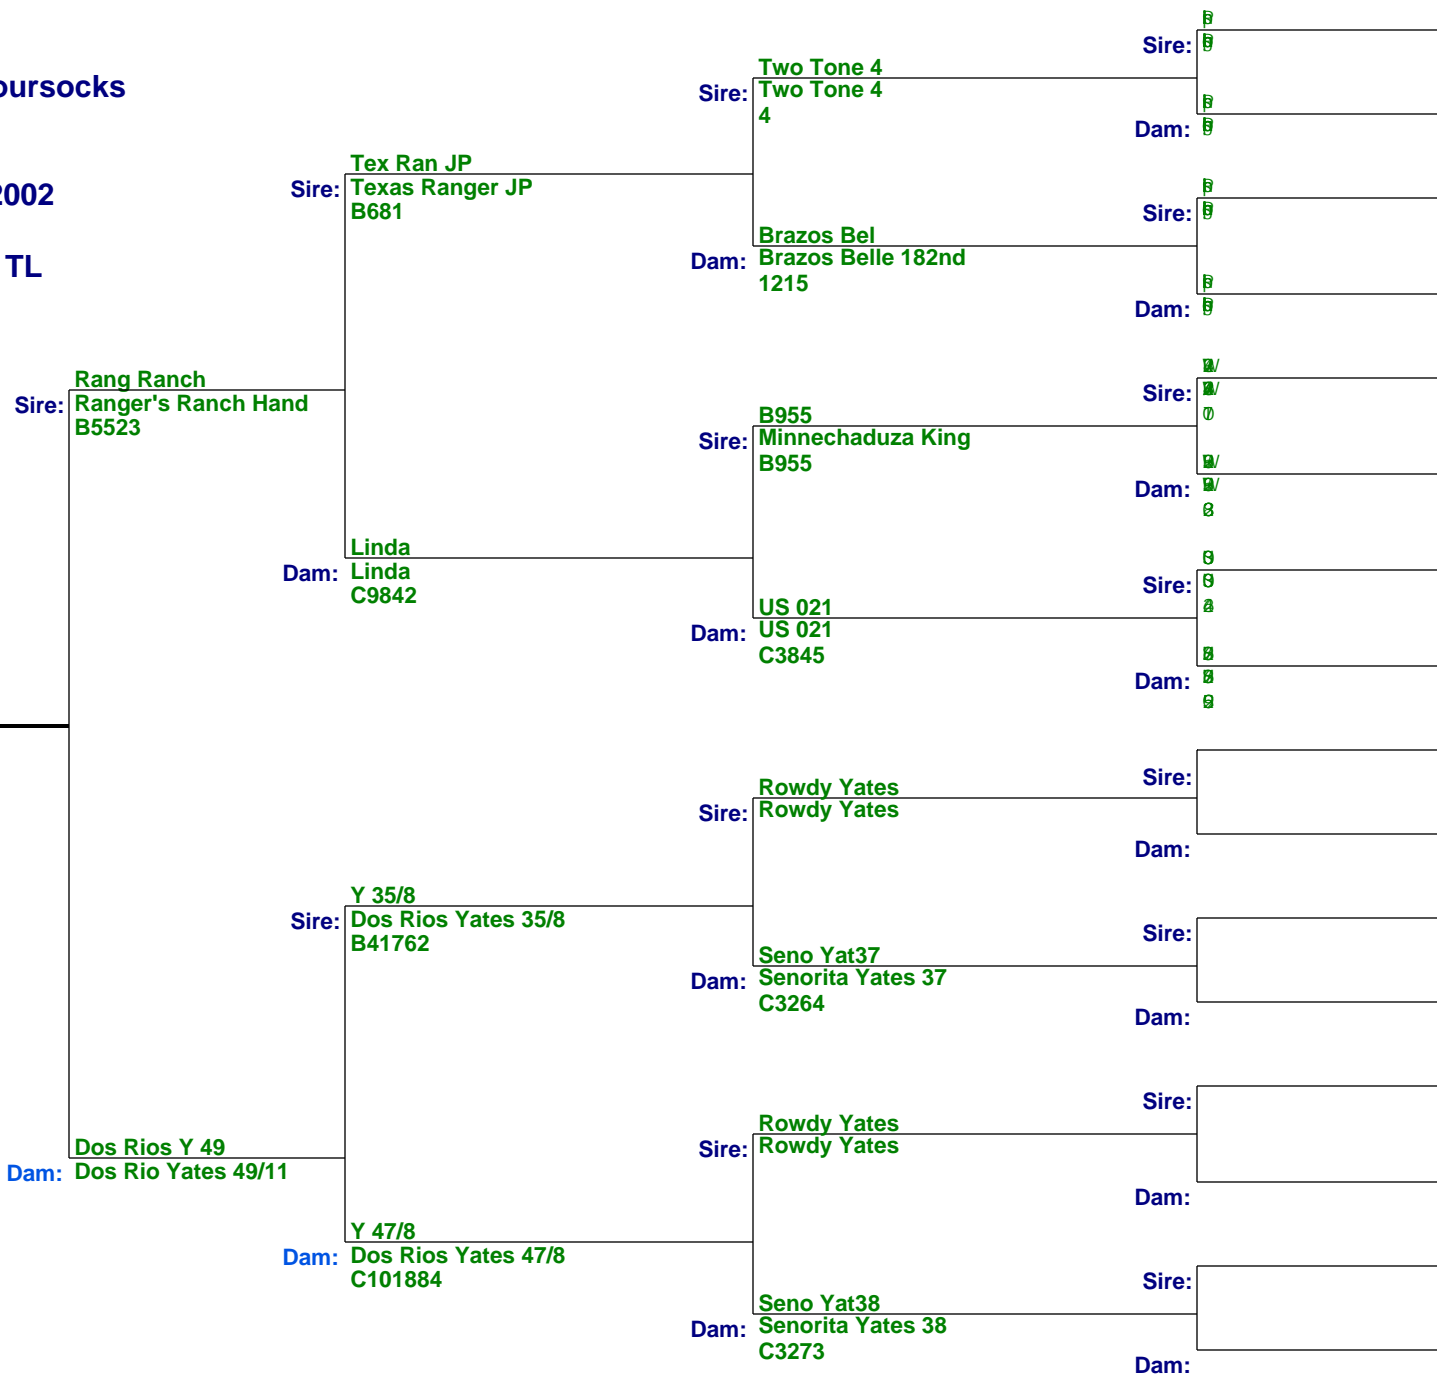 oursocks
2002
TL
Sire:
Rang Ranch
Ranger's Ranch Hand
B5523
Dam:
Dos Rios Y 49
Dos Rio Yates 49/11
Sire:
Tex Ran JP
Texas Ranger JP
B681
Dam:
Linda
Linda
C9842
Sire:
Y 35/8
Dos Rios Yates 35/8
B41762
Dam:
Y 47/8
Dos Rios Yates 47/8
C101884
Sire:
Two Tone 4
Two Tone 4
4
Dam:
Brazos Bel
Brazos Belle 182nd
1215
Sire:
B955
Minnechaduza King
B955
Dam:
US 021
US 021
C3845
Sire:
Rowdy Yates
Rowdy Yates
Dam:
Seno Yat37
Senorita Yates 37
C3264
Sire:
Rowdy Yates
Rowdy Yates
Dam:
Seno Yat38
Senorita Yates 38
C3273
Sire:
Dam:
Sire:
Dam:
Sire:
Dam:
Sire:
Dam:
Sire:
Dam:
Sire:
Dam:
Sire:
Dam:
Sire:
Dam: